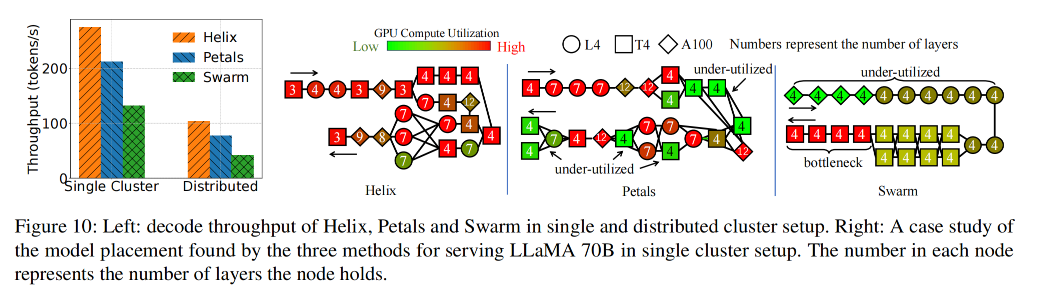 Throughput (tokens/s)
200
100
0
Single Cluster
Distributed
Helix
Petals
Swarm
GPU Compute Utilization
Low
High
L4
T4
A100
Numbers represent the number of layers
3 4 4 3 9 3
4 4 4
7 7 4 12
7 4 4
3 9 8 7 4 7 4
7
Helix
under-utilized
4 7 7 7 12 12 4 4 4
4
4 7 7 4
4 7 4 12 4 7 4
4 7 4 12
under-utilized
Petals
under-utilized
4 4 4 4 4 4 4 4 4 4
4 4 4 4 4 4 4 4
4 4 4 4 4 4
bottleneck
Swarm
Figure 10: Left: decode throughput of Helix, Petals and Swarm in single and distributed cluster setup. Right: A case study of
the model placement found by the three methods for serving LLaMA 70B in single cluster setup. The number in each node
represents the number of layers the node holds.